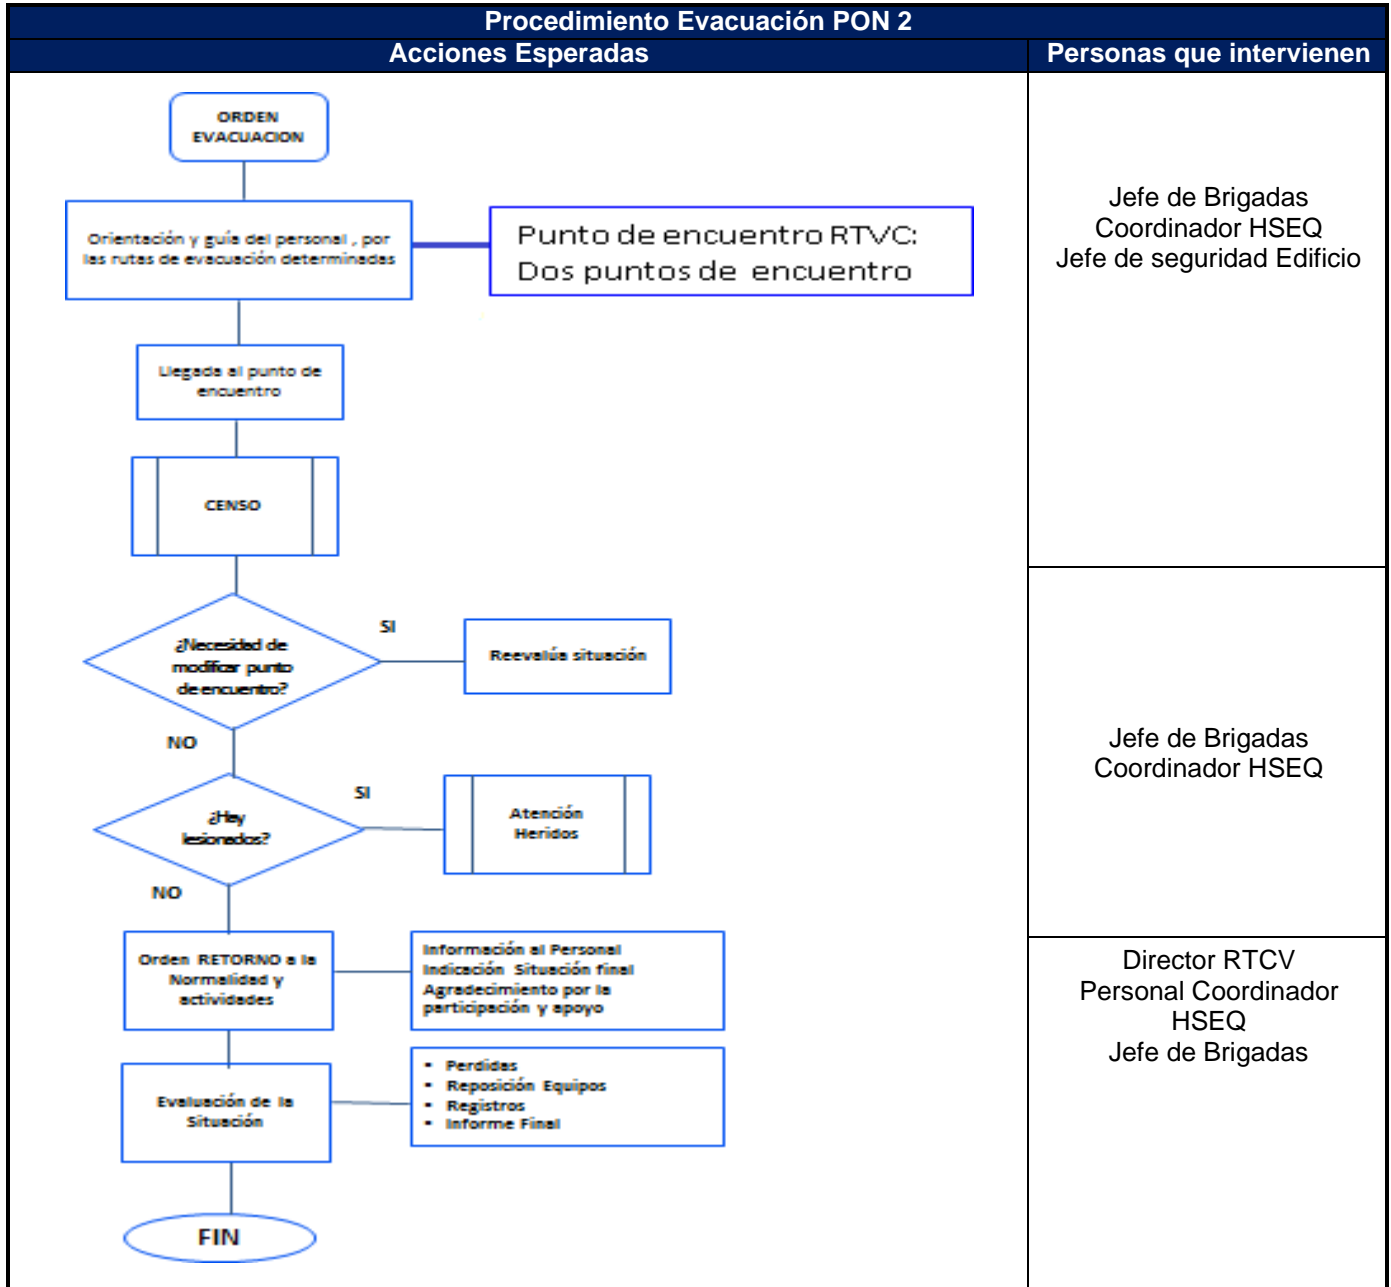 Procedimiento Evacuación PON 2
Acciones Esperadas
Personas que intervienen
ORDEN
EVACUACION
Orientación y guía del personal , por
las rutas de evacuación determinadas
Punto de encuentro RTVC:
Dos puntos de encuentro
Jefe de Brigadas
Coordinador HSEQ
Jefe de seguridad Edificio
Llegada al punto de
encuentro
CENSO
¿Necesidad de
modificar punto
de encuentro?
SI
Reevalúa situación
NO
Jefe de Brigadas
Coordinador HSEQ
¿Hay
lesionados?
SI
Atención
Heridos
NO
Orden RETORNO a la
Normalidad y
actividades
Información al Personal
Indicación Situación final
Agradecimiento por la
participación y apoyo
Director RTCV
Personal Coordinador
HSEQ
Jefe de Brigadas
Evaluación de la
Situación
• Perdidas
• Reposición Equipos
• Registros
• Informe Final
FIN